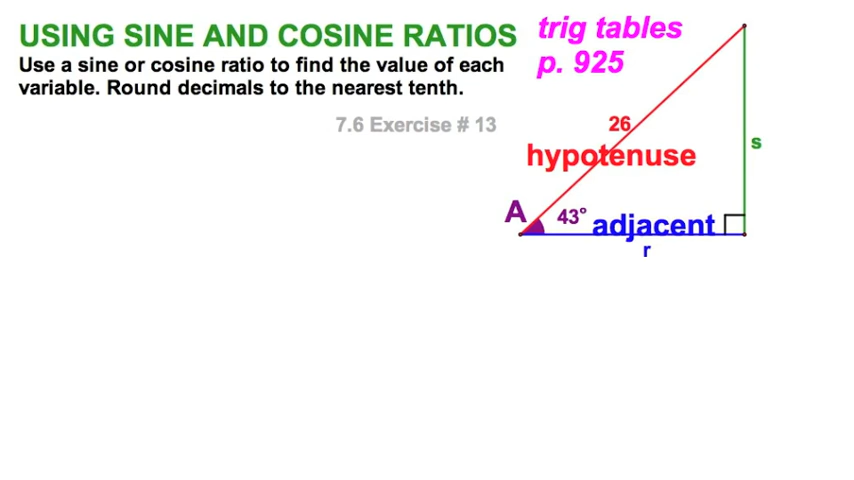 USING SINE AND COSINE RATIOS
Use a sine or cosine ratio to find the value of each
variable. Round decimals to the nearest tenth.
7.6 Exercise # 13
trig tables
p. 925
26
hypotenuse
s
A
43°
adjacent
r